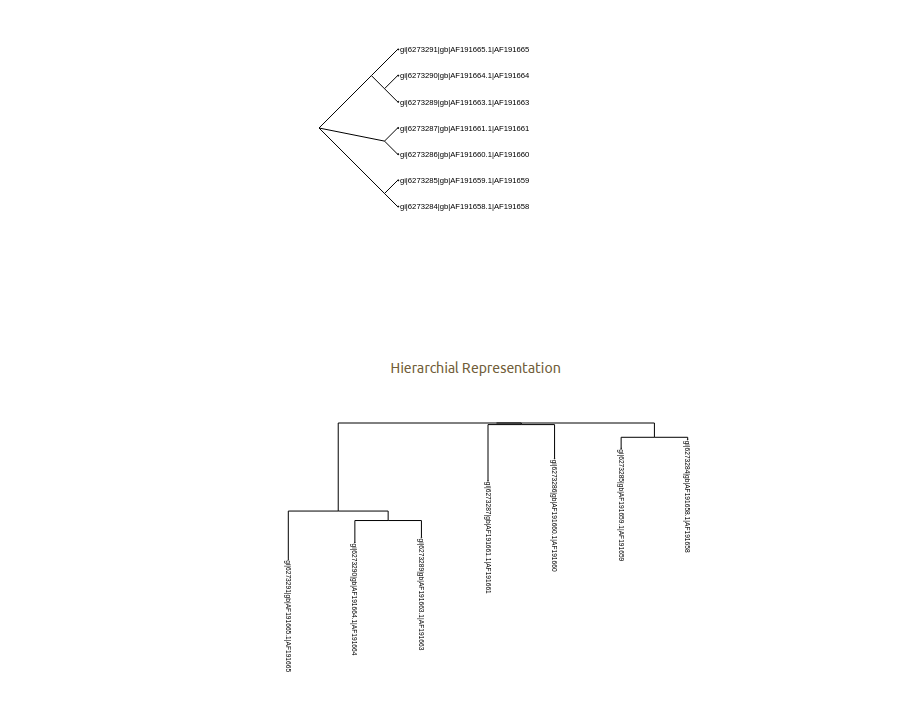 gi|6273291|gb|AF191665.1|AF191665
gi|6273290|gb|AF191664.1|AF191664
gi|6273289|gb|AF191663.1|AF191663
gi|6273287|gb|AF191661.1|AF191661
gi|6273286|gb|AF191660.1|AF191660
gi|6273285|gb|AF191659.1|AF191659
gi|6273284|gb|AF191658.1|AF191658
Hierarchial Representation
gi|6273291|gb|AF191665.1|AF191665
gi|6273290|gb|AF191664.1|AF191664
gi|6273289|gb|AF191663.1|AF191663
gi|6273287|gb|AF191661.1|AF191661
gi|6273286|gb|AF191660.1|AF191660
gi|6273285|gb|AF191659.1|AF191659
gi|6273284|gb|AF191658.1|AF191658